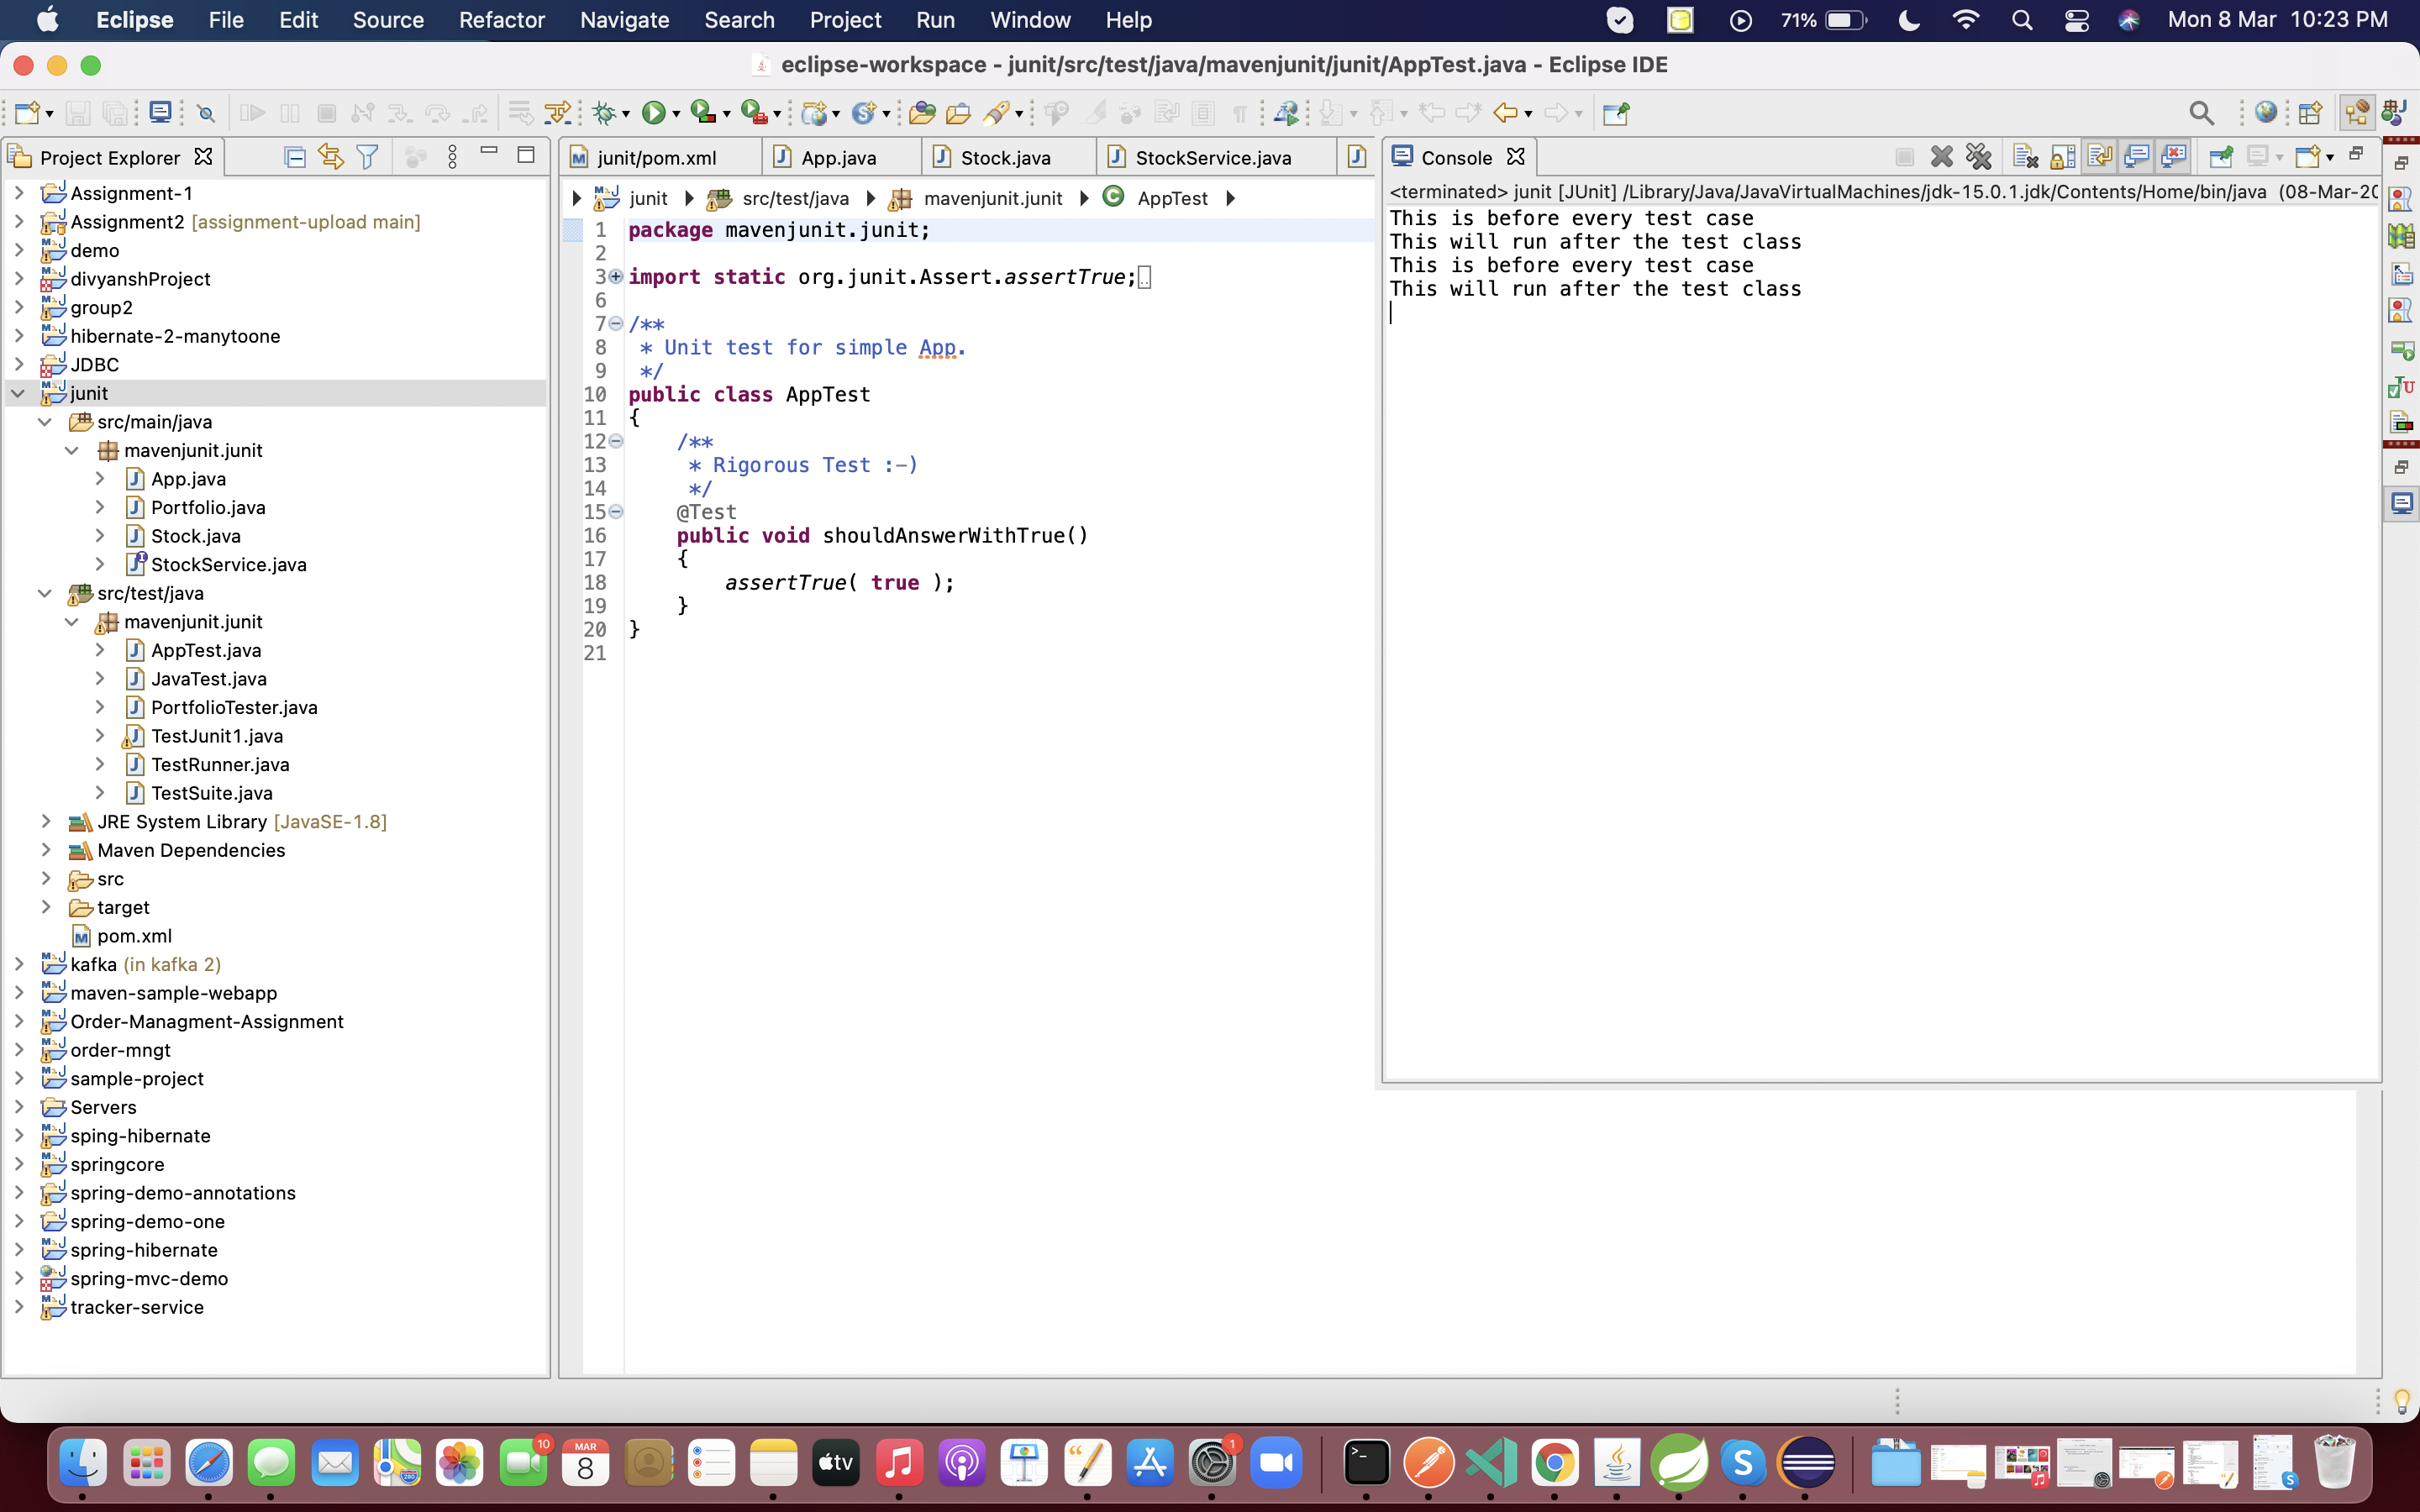 Eclipse File Edit Source Refactor Navigate Search Project Run Window Help 71% Mon 8 Mar 10:23 PM
eclipse-workspace - junit/src/test/java/mavenjunit/junit/AppTest.java - Eclipse IDE
Project Explorer
Assignment-1
Assignment2 [assignment-upload main]
demo
divyanshProject
group2
hibernate-2-manytoone
JDBC
junit
src/main/java
mavenjunit.junit
App.java
Portfolio.java
Stock.java
StockService.java
src/test/java
mavenjunit.junit
AppTest.java
JavaTest.java
PortfolioTester.java
TestJunit1.java
TestRunner.java
TestSuite.java
JRE System Library [JavaSE-1.8]
Maven Dependencies
src
target
pom.xml
kafka (in kafka 2)
maven-sample-webapp
Order-Managment-Assignment
order-mngt
sample-project
Servers
sping-hibernate
springcore
spring-demo-annotations
spring-demo-one
spring-hibernate
spring-mvc-demo
tracker-service
junit/pom.xml App.java Stock.java StockService.java
junit src/test/java mavenjunit.junit AppTest
1 package mavenjunit.junit;
2
3 import static org.junit.Assert.assertTrue;
6
7 /**
8 * Unit test for simple App.
9 */
10 public class AppTest
11 {
12 /**
13 * Rigorous Test :-)
14 */
15 @Test
16 public void shouldAnswerWithTrue()
17 {
18 assertTrue( true );
19 }
20 }
21
Console
<terminated> junit [JUnit] /Library/Java/JavaVirtualMachines/jdk-15.0.1.jdk/Contents/Home/bin/java (08-Mar-20
This is before every test case
This will run after the test class
This is before every test case
This will run after the test class
10 MAR 8 tv 1